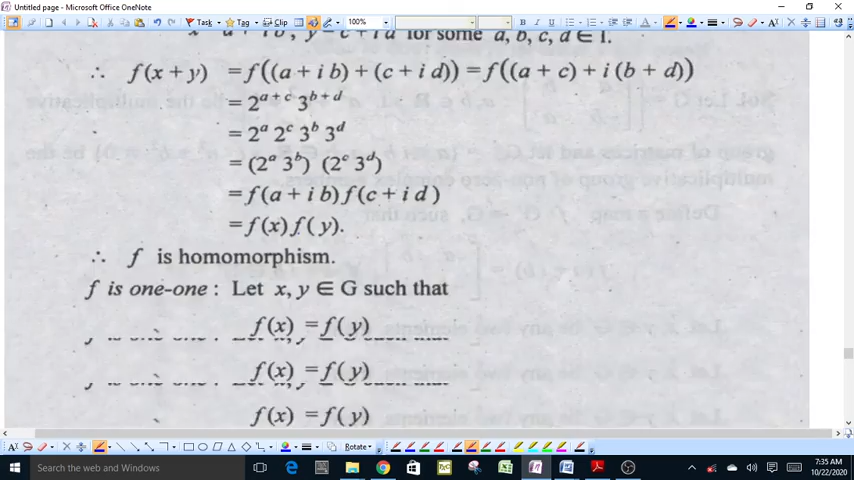 Untitled page - Microsoft Office OneNote
Task Tag Clip 100%
x = a + i b , y = c + i d for some a, b, c, d ∈ I.
∴ f(x + y) = f((a + i b) + (c + i d)) = f((a + c) + i (b + d))
= 2^{a + c} 3^{b + d}
= 2^a 2^c 3^b 3^d
= (2^a 3^b) (2^c 3^d)
= f(a + i b) f(c + i d )
= f(x) f( y).
∴ f is homomorphism.
f is one-one : Let x, y ∈ G such that
f(x) = f( y)
f(x) = f( y)
f(x) = f( y)
Rotate
Search the web and Windows
7:35 AM
10/22/2020